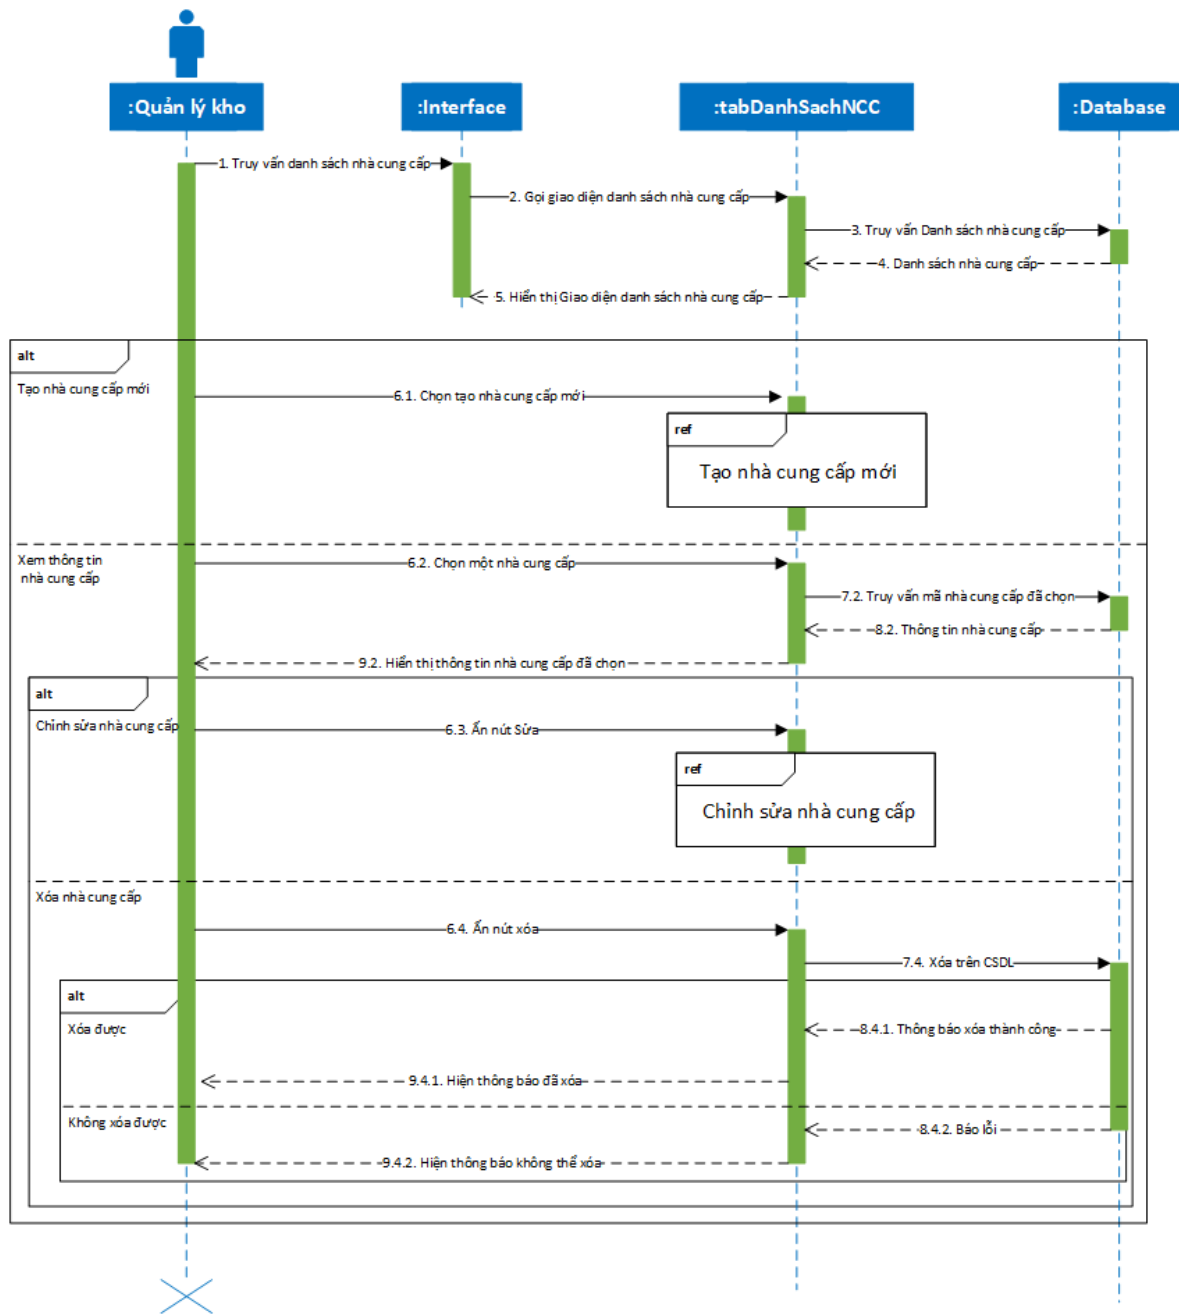 :Quản lý kho
:Interface
:tabDanhSachNCC
:Database
1. Truy vấn danh sách nhà cung cấp
2. Gọi giao diện danh sách nhà cung cấp
3. Truy vấn Danh sách nhà cung cấp
4. Danh sách nhà cung cấp
5. Hiển thị Giao diện danh sách nhà cung cấp
alt
Tạo nhà cung cấp mới
6.1. Chọn tạo nhà cung cấp mới
ref
Tạo nhà cung cấp mới
Xem thông tin
nhà cung cấp
6.2. Chọn một nhà cung cấp
7.2. Truy vấn mã nhà cung cấp đã chọn
8.2. Thông tin nhà cung cấp
9.2. Hiển thị thông tin nhà cung cấp đã chọn
alt
Chỉnh sửa nhà cung cấp
6.3. Ấn nút Sửa
ref
Chỉnh sửa nhà cung cấp
Xóa nhà cung cấp
6.4. Ấn nút xóa
7.4. Xóa trên CSDL
alt
Xóa được
8.4.1. Thông báo xóa thành công
9.4.1. Hiện thông báo đã xóa
Không xóa được
8.4.2. Báo lỗi
9.4.2. Hiện thông báo không thể xóa